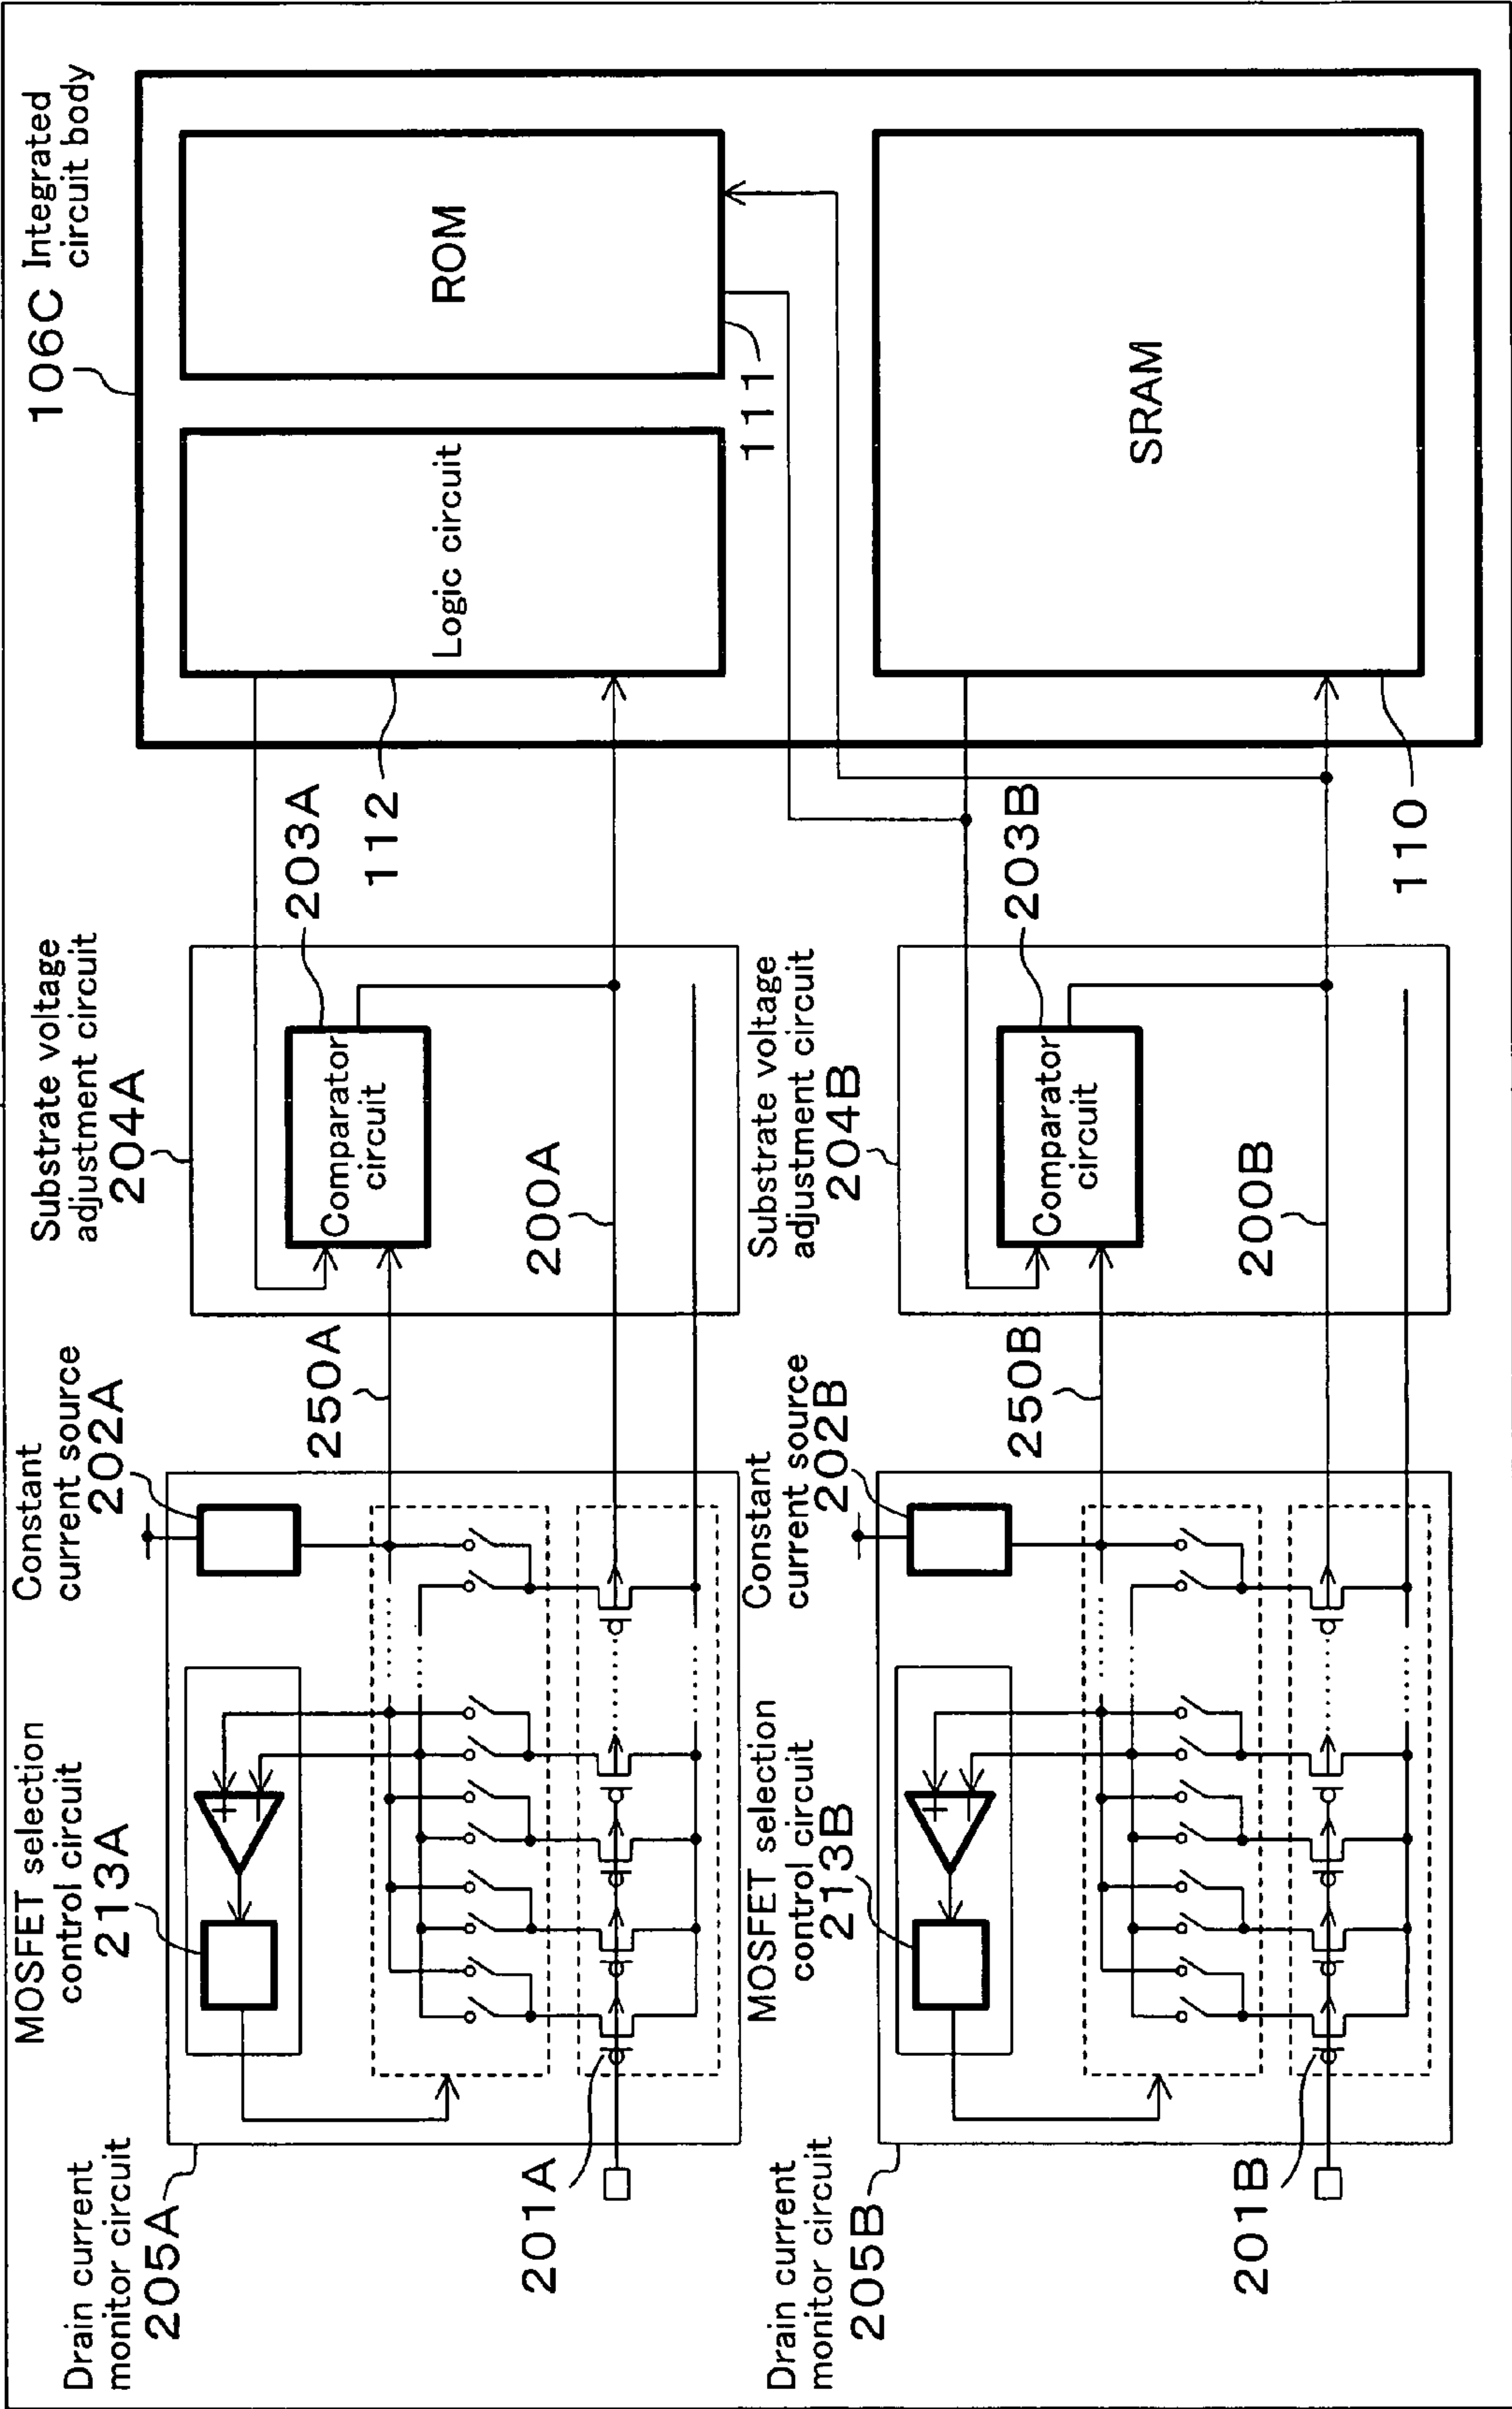 106C Integrated
circuit body
ROM
Logic circuit
111
112
SRAM
110
Substrate voltage
adjustment circuit
204A
203A
Comparator
circuit
200A
Substrate voltage
adjustment circuit
204B
203B
Comparator
circuit
200B
Constant
current source
202A
250A
Constant
current source
202B
250B
MOSFET selection
control circuit
213A
+
−
MOSFET selection
control circuit
213B
+
−
Drain current
monitor circuit
205A
201A
Drain current
monitor circuit
205B
201B